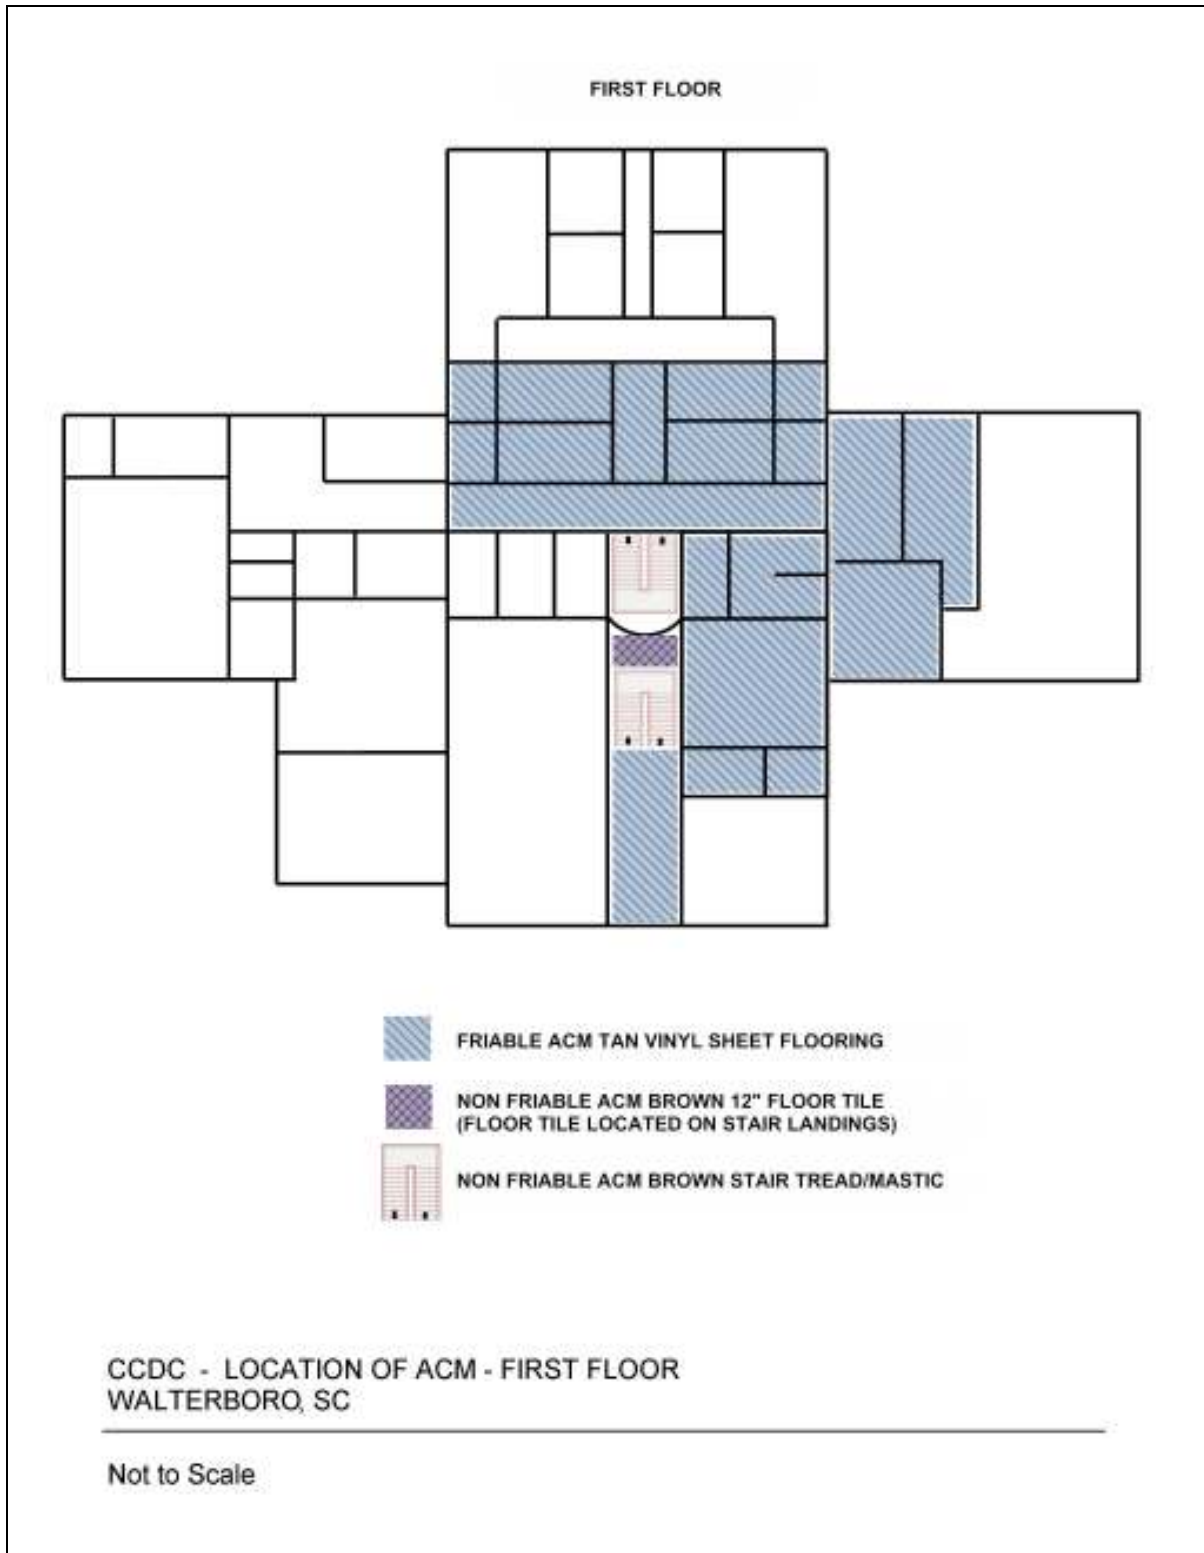 FIRST FLOOR
FRIABLE ACM TAN VINYL SHEET FLOORING
NON FRIABLE ACM BROWN 12" FLOOR TILE
(FLOOR TILE LOCATED ON STAIR LANDINGS)
NON FRIABLE ACM BROWN STAIR TREAD/MASTIC
CCDC - LOCATION OF ACM - FIRST FLOOR
WALTERBORO, SC
Not to Scale